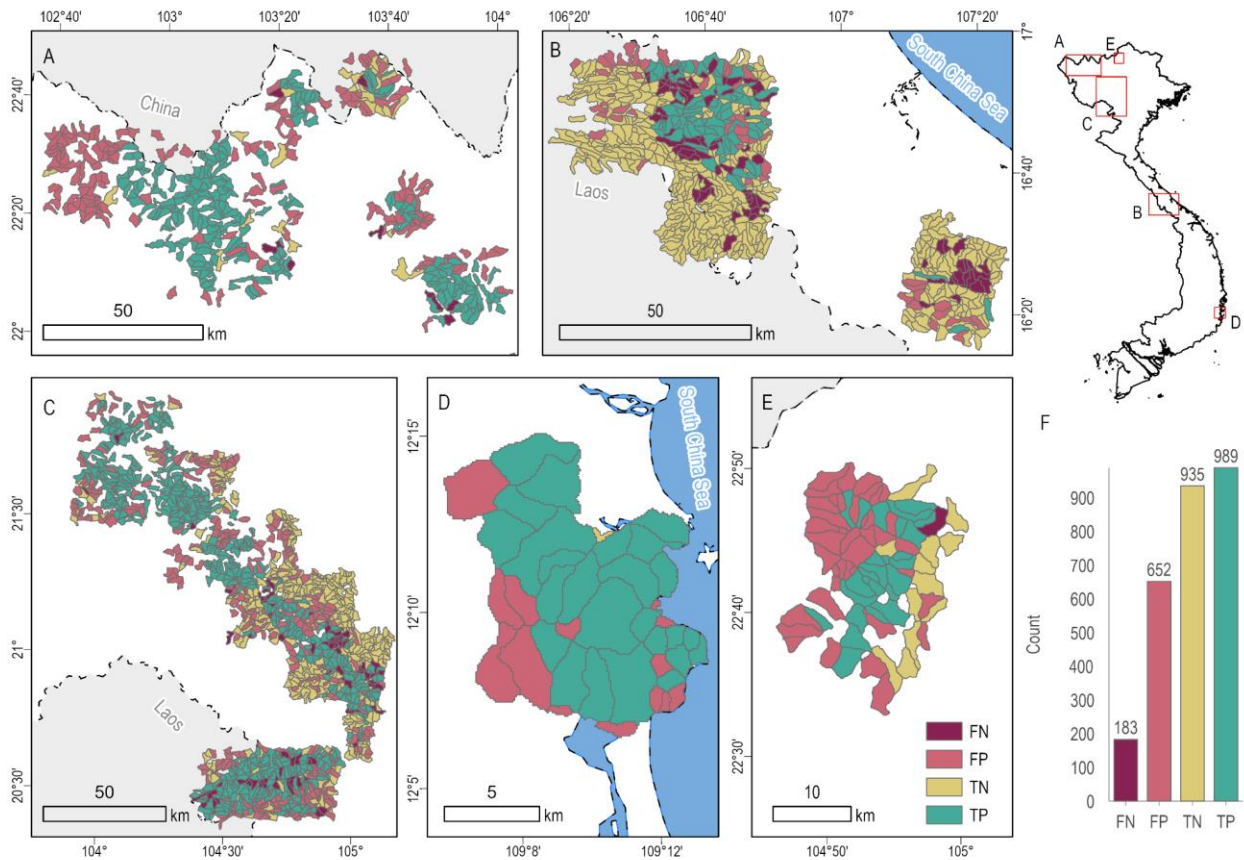 102°40' 103° 103°20' 103°40' 104°
106°20' 106°40' 107° 107°20'
A
China
22°40'
22°20'
22°
50
km
B
South China Sea
Laos
17°
16°40'
16°20'
50
km
A
E
C
B
D
C
Laos
21°30'
21°
20°30'
50
km
104° 104°30' 105°
D
South China Sea
12°15'
12°10'
12°5'
5
km
109°8' 109°12'
E
22°50'
22°40'
22°30'
FN
FP
TN
TP
10
km
104°50' 105°
F
Count
900
800
700
600
500
400
300
200
100
0
183
652
935
989
FN FP TN TP